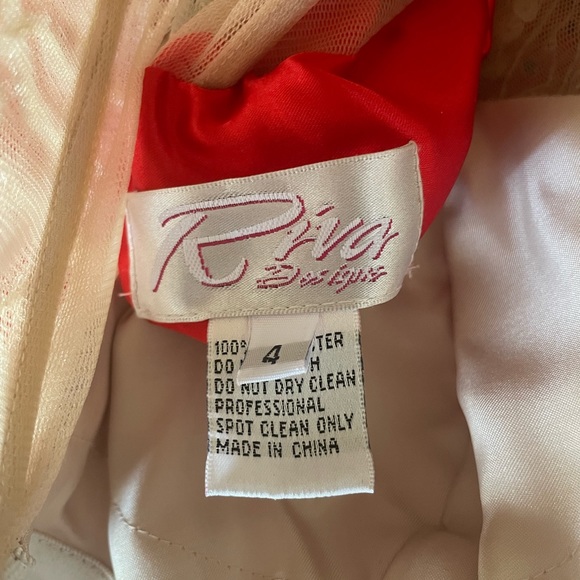 Riva
Designs
4
100%
DO
DO NOT DRY CLEAN
PROFESSIONAL
SPOT CLEAN ONLY
MADE IN CHINA